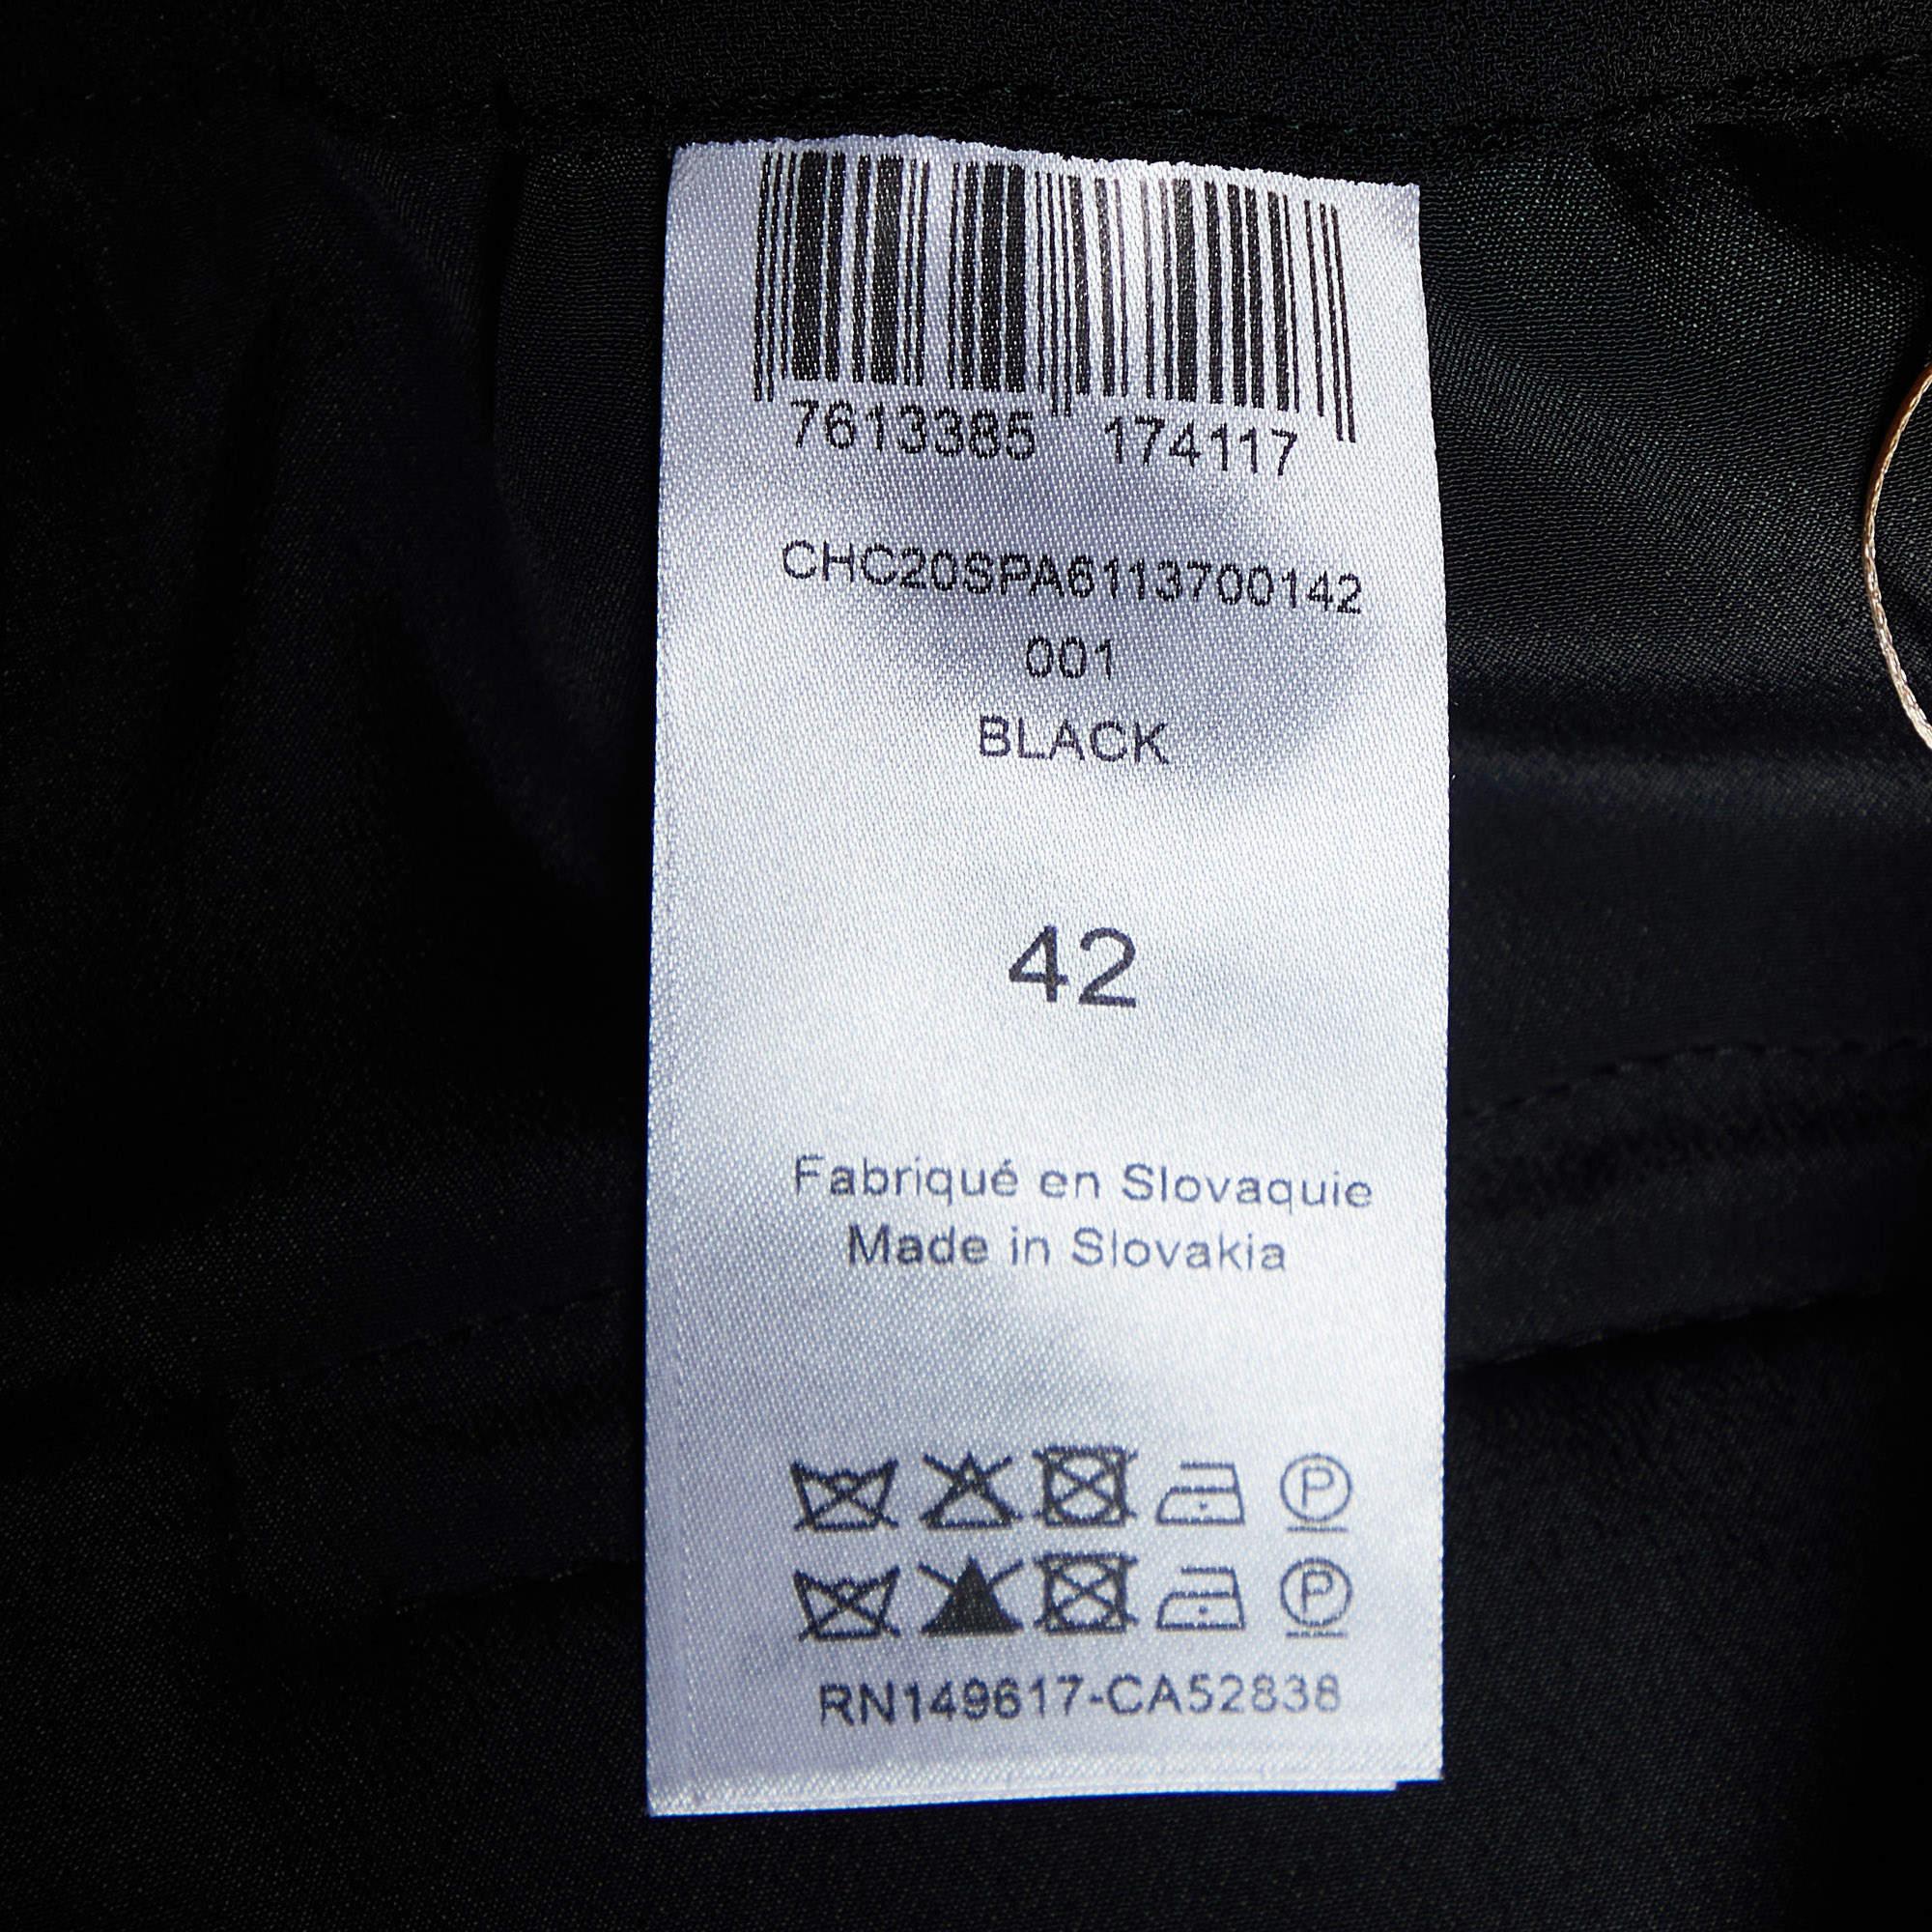 7613385 174117
CHC20SPA6113700142
001
BLACK
42
Fabriqué en Slovaquie
Made in Slovakia
P
P
RN149617-CA52838